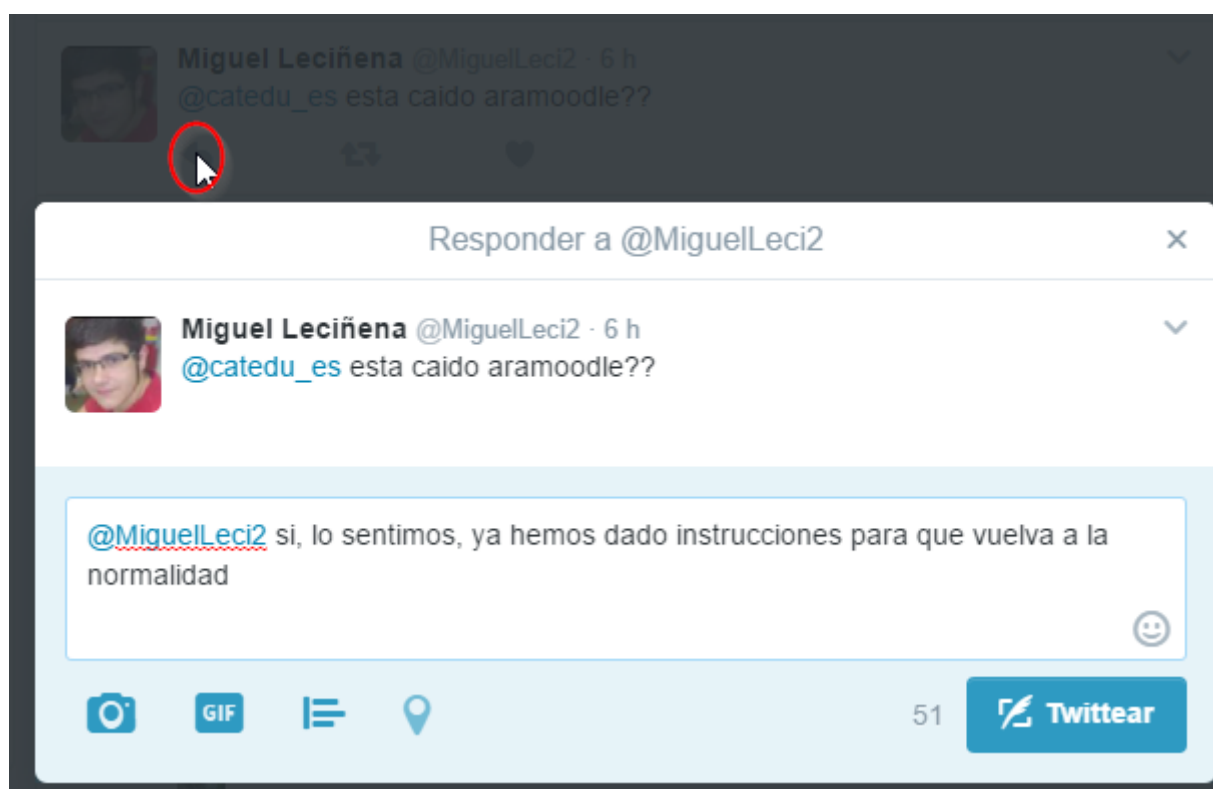 Miguel Leciñena @MiguelLeci2 · 6 h
@catedu_es esta caido aramoodle??
Responder a @MiguelLeci2
Miguel Leciñena @MiguelLeci2 · 6 h
@catedu_es esta caido aramoodle??
@MiguelLeci2 si, lo sentimos, ya hemos dado instrucciones para que vuelva a la
normalidad
GIF
51 Twittear